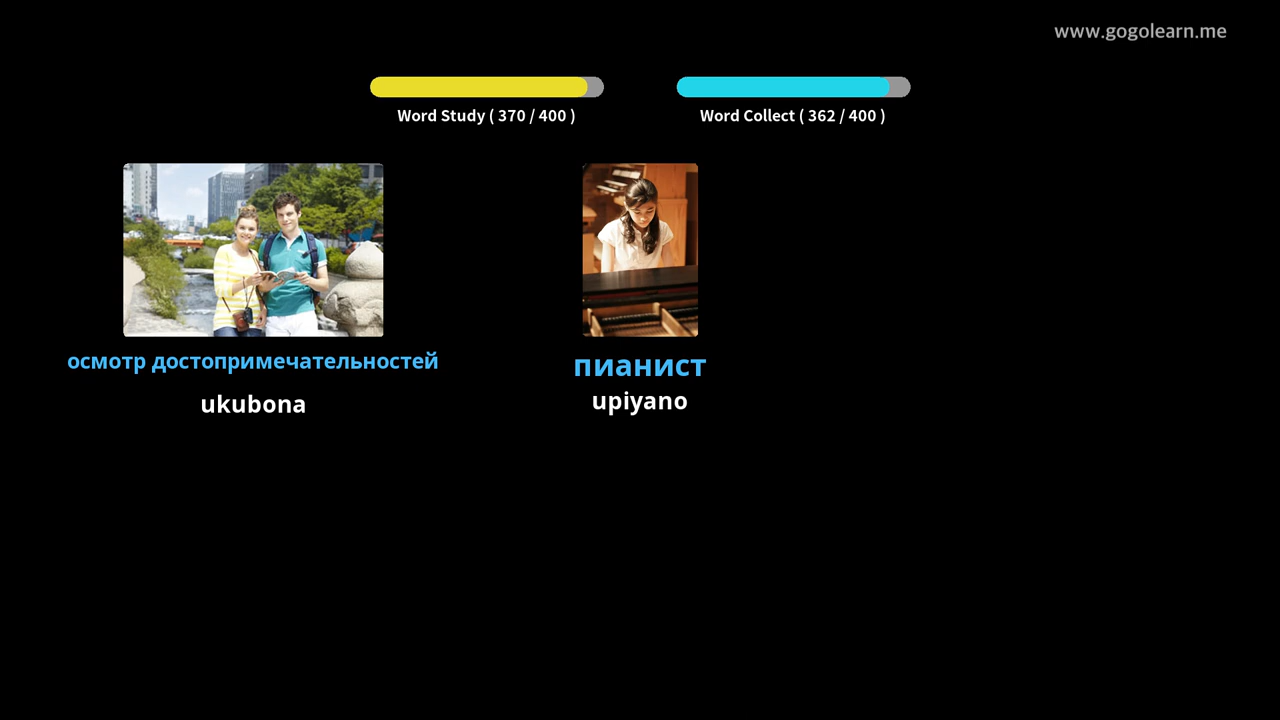 www.gogolearn.me
Word Study ( 370 / 400 )
Word Collect ( 362 / 400 )
осмотр достопримечательностей
ukubona
пианист
upiyano